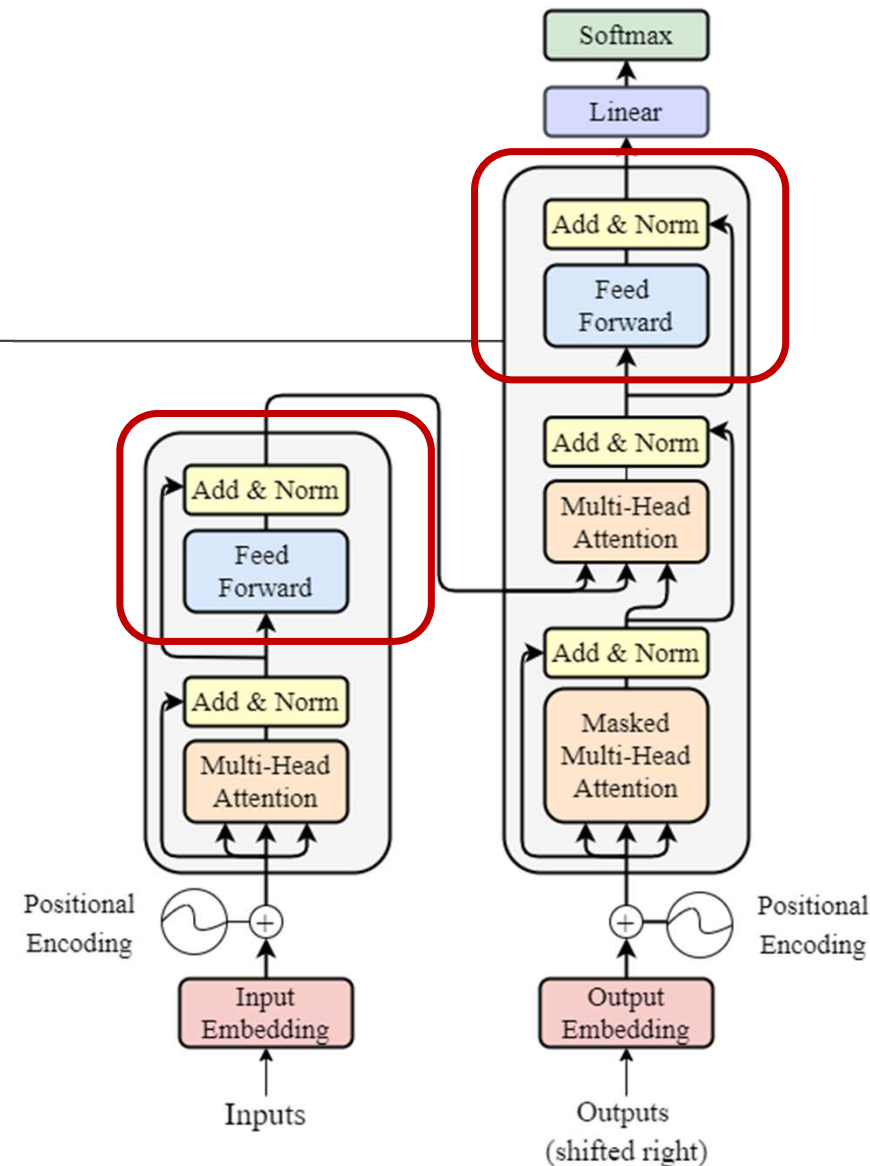 Softmax
Linear
Add & Norm
Feed
Forward
Add & Norm
Multi-Head
Attention
Add & Norm
Masked
Multi-Head
Attention
Add & Norm
Feed
Forward
Add & Norm
Multi-Head
Attention
Positional
Encoding
+
+
Positional
Encoding
Input
Embedding
Output
Embedding
Inputs
Outputs
(shifted right)